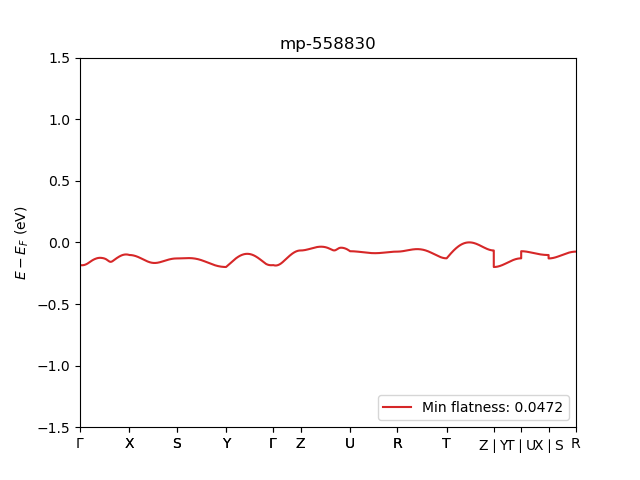 mp-558830
E − E_F (eV)
1.5
1.0
0.5
0.0
−0.5
−1.0
−1.5
Min flatness: 0.0472
Γ X S Y Γ Z U R T Z | YT | UX | S R